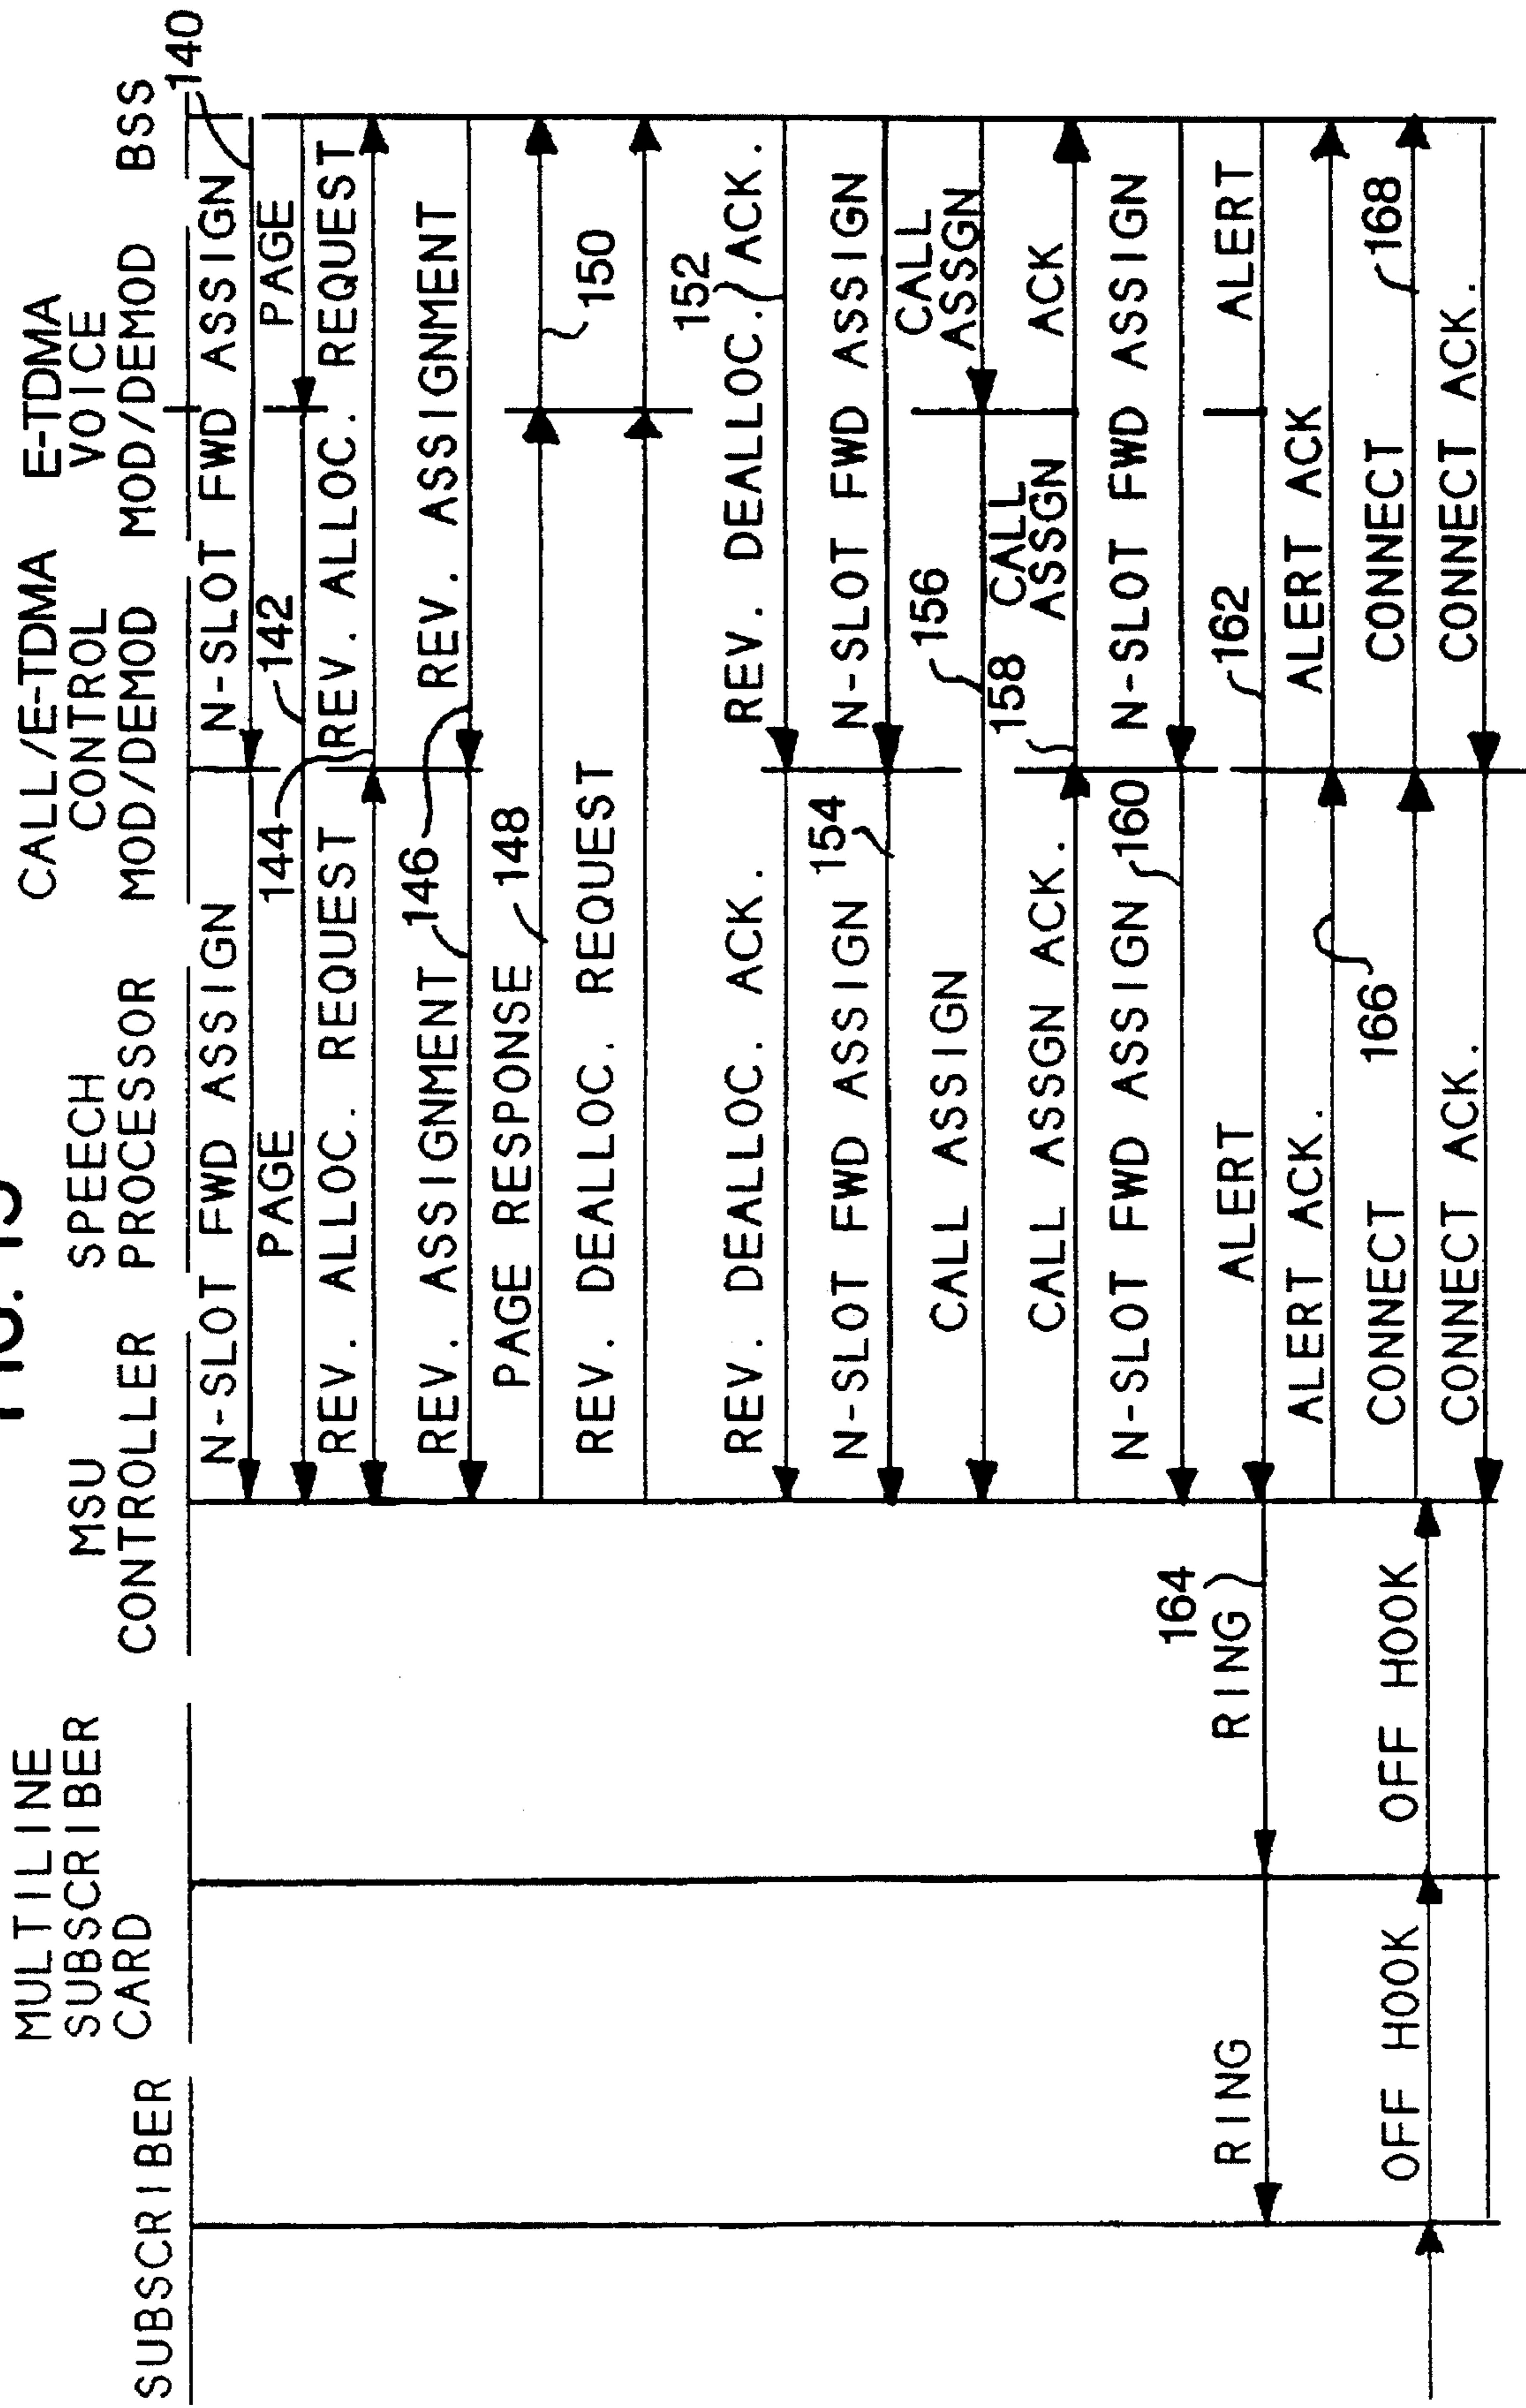 FIG. 15
SUBSCRIBER
MULTILINE
SUBSCRIBER
CARD
MSU
CONTROLLER
SPEECH
PROCESSOR
CALL/E-TDMA
CONTROL
MOD/DEMOD
E-TDMA
VOICE
MOD/DEMOD
BSS
N-SLOT FWD ASSIGN
N-SLOT FWD ASSIGN
140
PAGE
142
PAGE
REV. ALLOC. REQUEST
144
REV. ALLOC. REQUEST
REV. ASSIGNMENT
146
REV. ASSIGNMENT
PAGE RESPONSE
148
150
REV. DEALLOC. REQUEST
152
REV. DEALLOC. ACK.
REV. DEALLOC. ACK.
N-SLOT FWD ASSIGN
154
N-SLOT FWD ASSIGN
CALL ASSIGN
156
CALL
ASSGN
CALL ASSGN ACK.
158
CALL
ASSGN
ACK
N-SLOT FWD ASSIGN
160
N-SLOT FWD ASSIGN
RING
RING
164
ALERT
162
ALERT
ALERT ACK.
166
ALERT ACK
OFF HOOK
OFF HOOK
CONNECT
CONNECT
168
CONNECT ACK.
CONNECT ACK.